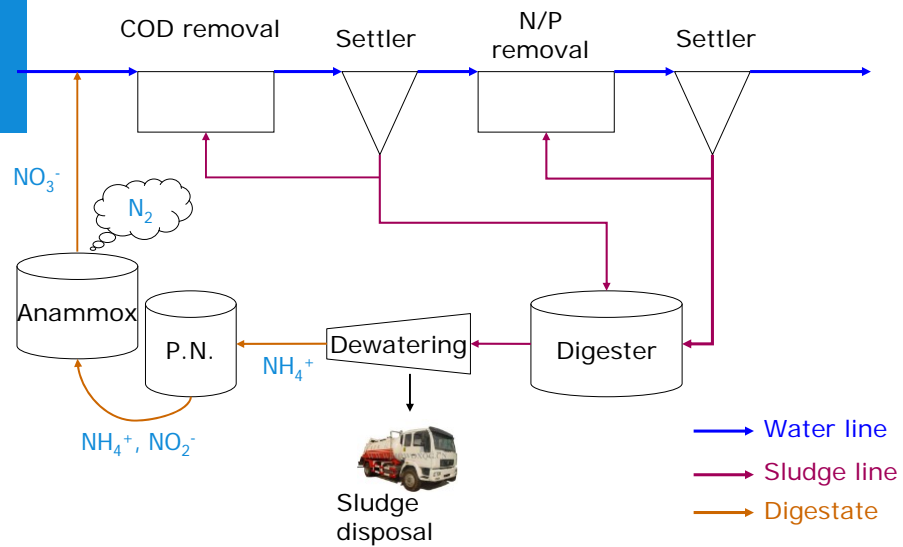 COD removal
Settler
N/P
removal
Settler
NO₃⁻
N₂
Anammox
P.N.
NH₄⁺
Dewatering
Digester
NH₄⁺, NO₂⁻
Sludge
disposal
Water line
Sludge line
Digestate